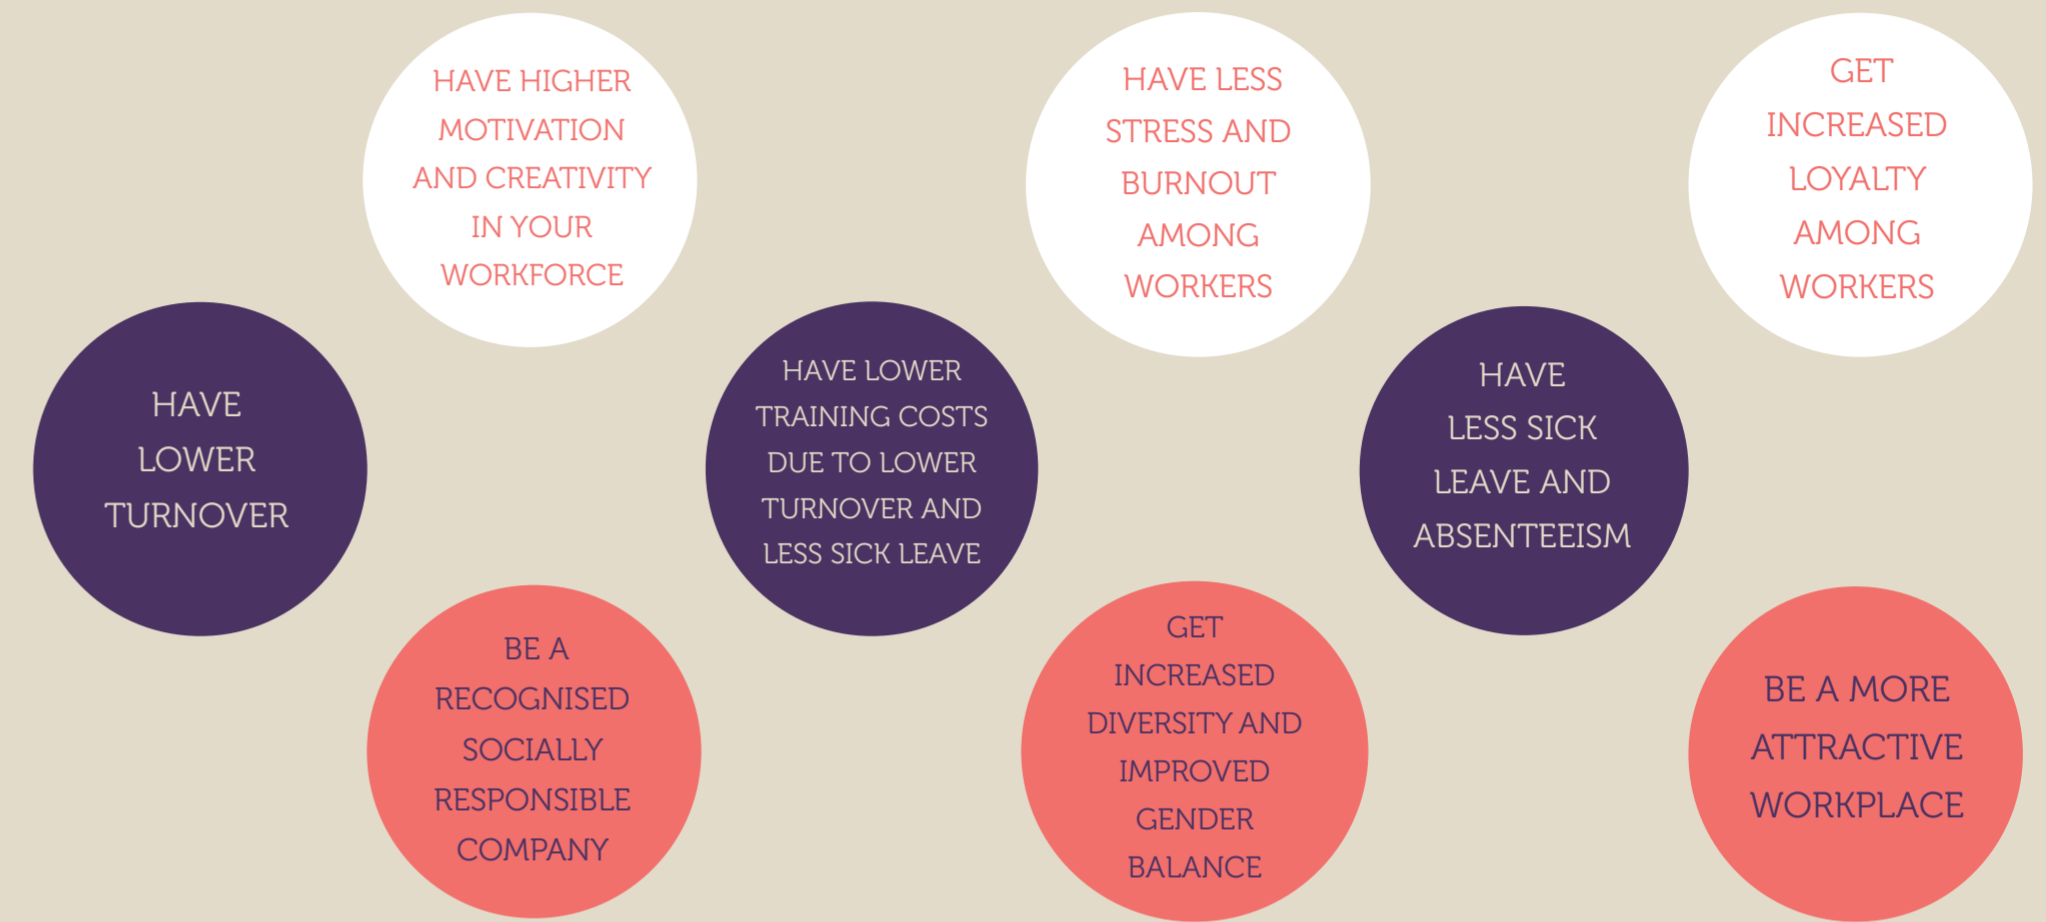 HAVE HIGHER
MOTIVATION
AND CREATIVITY
IN YOUR
WORKFORCE
HAVE LESS
STRESS AND
BURNOUT
AMONG
WORKERS
GET
INCREASED
LOYALTY
AMONG
WORKERS
HAVE
LOWER
TURNOVER
HAVE LOWER
TRAINING COSTS
DUE TO LOWER
TURNOVER AND
LESS SICK LEAVE
HAVE
LESS SICK
LEAVE AND
ABSENTEEISM
BE A
RECOGNISED
SOCIALLY
RESPONSIBLE
COMPANY
GET
INCREASED
DIVERSITY AND
IMPROVED
GENDER
BALANCE
BE A MORE
ATTRACTIVE
WORKPLACE